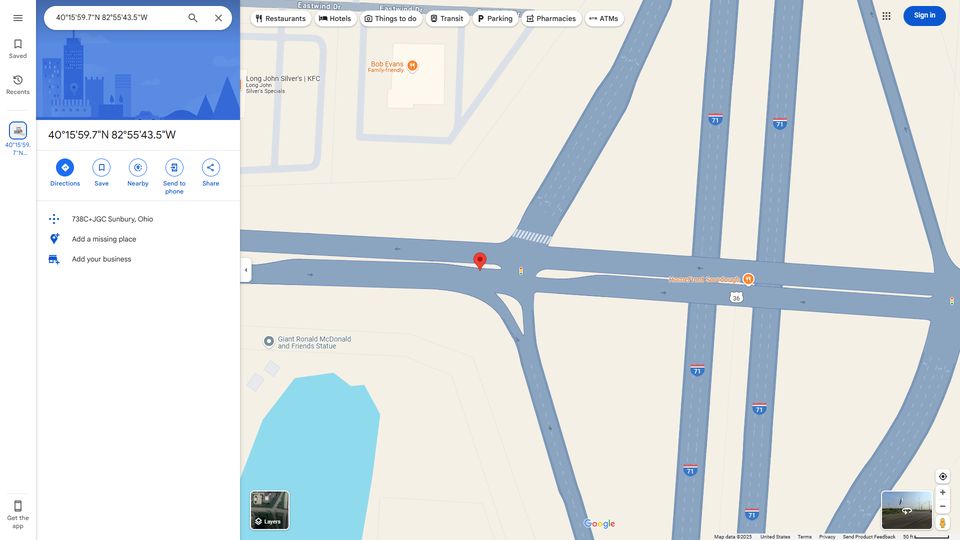 40°15'59.7"N 82°55'43.5"W
Restaurants
Hotels
Things to do
Transit
Parking
Pharmacies
ATMs
Sign in
Saved
Recents
40°15'59.
7"N...
Get the
app
40°15'59.7"N 82°55'43.5"W
Directions
Save
Nearby
Send to
phone
Share
738C+JGC Sunbury, Ohio
Add a missing place
Add your business
Eastwind Dr
Eastwind Dr
Bob Evans
Family-friendly
Long John Silver's | KFC
Long John
Silver's Specials
71
71
36
Giant Ronald McDonald
and Friends Statue
71
71
71
71
Layers
Google
Map data ©2025
United States
Terms
Privacy
Send Product Feedback
50 ft